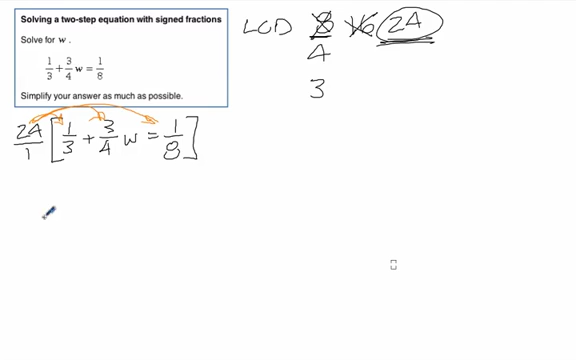 Solving a two-step equation with signed fractions
Solve for w .
1/3 + 3/4 w = 1/8
Simplify your answer as much as possible.
LCD 8 16 24
4
3
24/1 [ 1/3 + 3/4 w = 1/8 ]